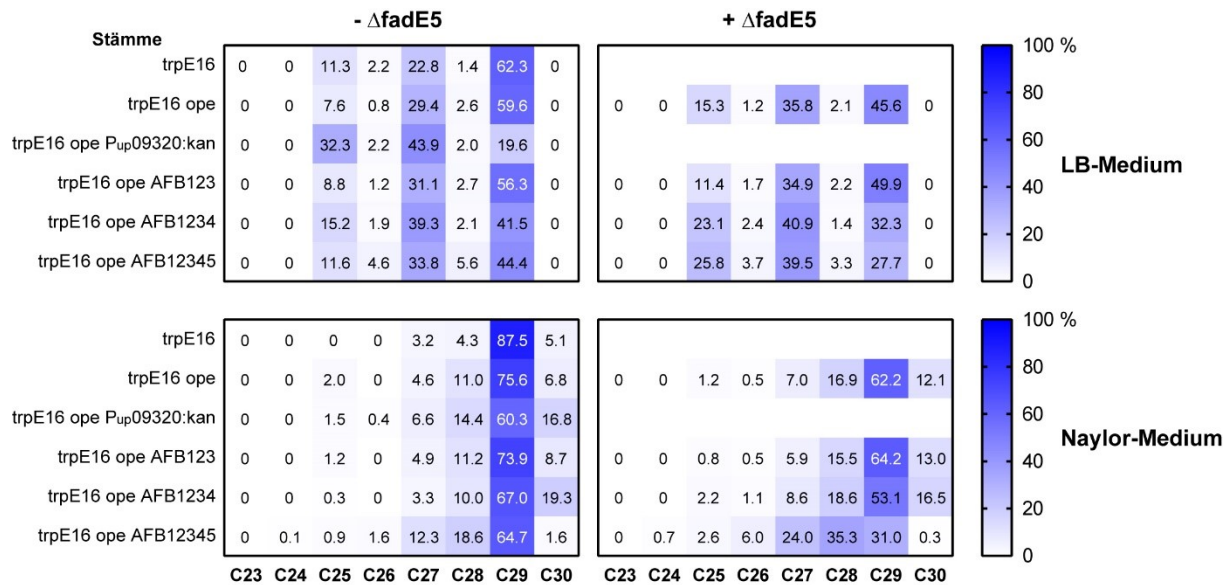 - ΔfadE5 + ΔfadE5
Stämme
trpE16 0 0 11.3 2.2 22.8 1.4 62.3 0
trpE16 ope 0 0 7.6 0.8 29.4 2.6 59.6 0 0 0 15.3 1.2 35.8 2.1 45.6 0
trpE16 ope Pup09320:kan 0 0 32.3 2.2 43.9 2.0 19.6 0
trpE16 ope AFB123 0 0 8.8 1.2 31.1 2.7 56.3 0 0 0 11.4 1.7 34.9 2.2 49.9 0
trpE16 ope AFB1234 0 0 15.2 1.9 39.3 2.1 41.5 0 0 0 23.1 2.4 40.9 1.4 32.3 0
trpE16 ope AFB12345 0 0 11.6 4.6 33.8 5.6 44.4 0 0 0 25.8 3.7 39.5 3.3 27.7 0
100 %
80
60
40
20
0
LB-Medium
trpE16 0 0 0 0 3.2 4.3 87.5 5.1
trpE16 ope 0 0 2.0 0 4.6 11.0 75.6 6.8 0 0 1.2 0.5 7.0 16.9 62.2 12.1
trpE16 ope Pup09320:kan 0 0 1.5 0.4 6.6 14.4 60.3 16.8
trpE16 ope AFB123 0 0 1.2 0 4.9 11.2 73.9 8.7 0 0 0.8 0.5 5.9 15.5 64.2 13.0
trpE16 ope AFB1234 0 0 0.3 0 3.3 10.0 67.0 19.3 0 0 2.2 1.1 8.6 18.6 53.1 16.5
trpE16 ope AFB12345 0 0.1 0.9 1.6 12.3 18.6 64.7 1.6 0 0.7 2.6 6.0 24.0 35.3 31.0 0.3
C23 C24 C25 C26 C27 C28 C29 C30 C23 C24 C25 C26 C27 C28 C29 C30
100 %
80
60
40
20
0
Naylor-Medium